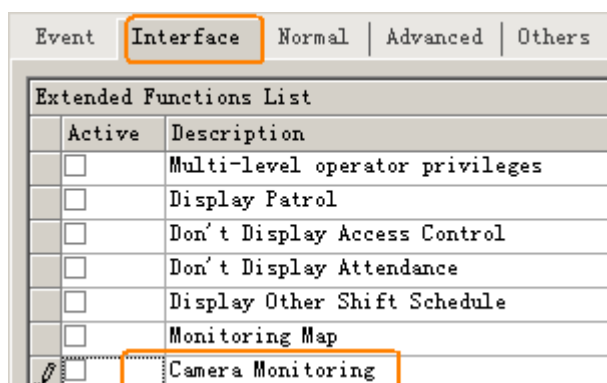 Event Interface Normal Advanced Others
Extended Functions List
Active Description
Multi-level operator privileges
Display Patrol
Don't Display Access Control
Don't Display Attendance
Display Other Shift Schedule
Monitoring Map
Camera Monitoring